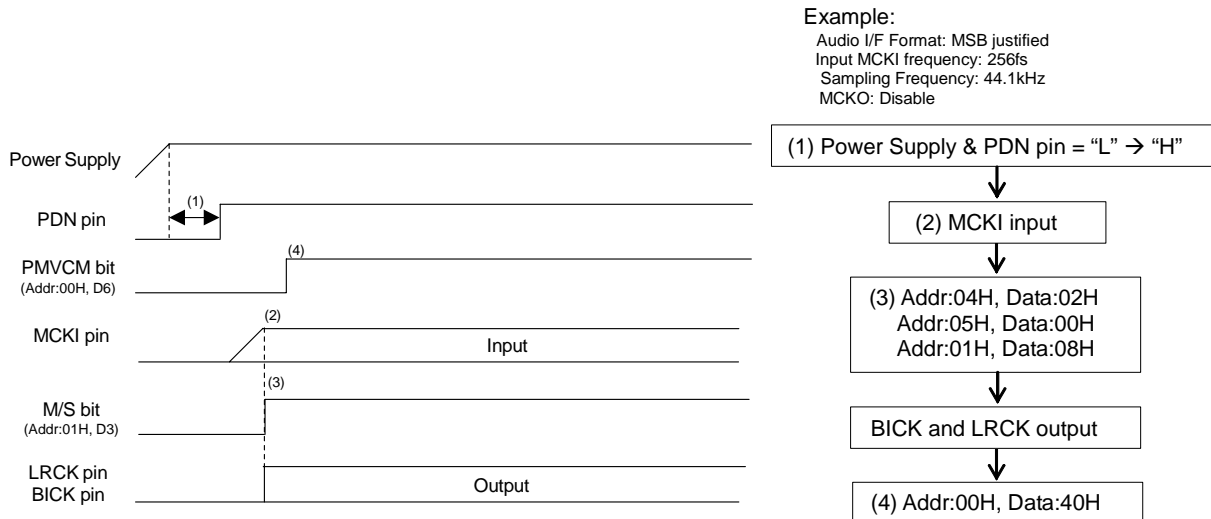 Example:
Audio I/F Format: MSB justified
Input MCKI frequency: 256fs
Sampling Frequency: 44.1kHz
MCKO: Disable
Power Supply
(1)
PDN pin
(4)
PMVCM bit
(Addr:00H, D6)
(2)
MCKI pin
Input
(3)
M/S bit
(Addr:01H, D3)
LRCK pin
BICK pin
Output
(1) Power Supply & PDN pin = “L” → “H”
(2) MCKI input
(3) Addr:04H, Data:02H
Addr:05H, Data:00H
Addr:01H, Data:08H
BICK and LRCK output
(4) Addr:00H, Data:40H